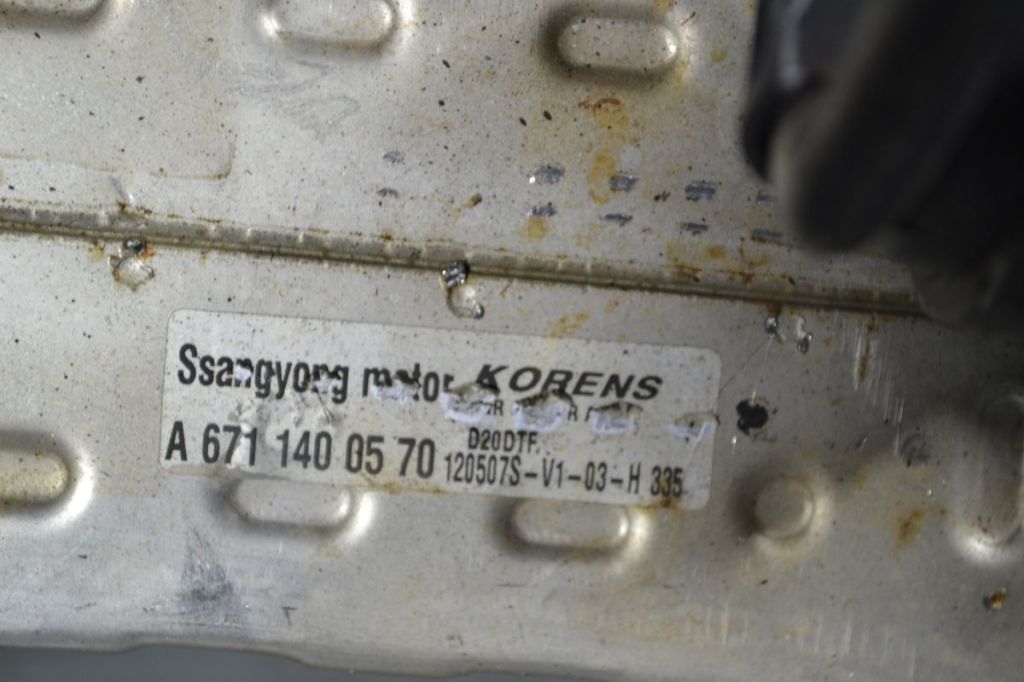 Ssangyong motor KORENS
D20DTF.
A 671 140 05 70 120507S-V1-03-H 335